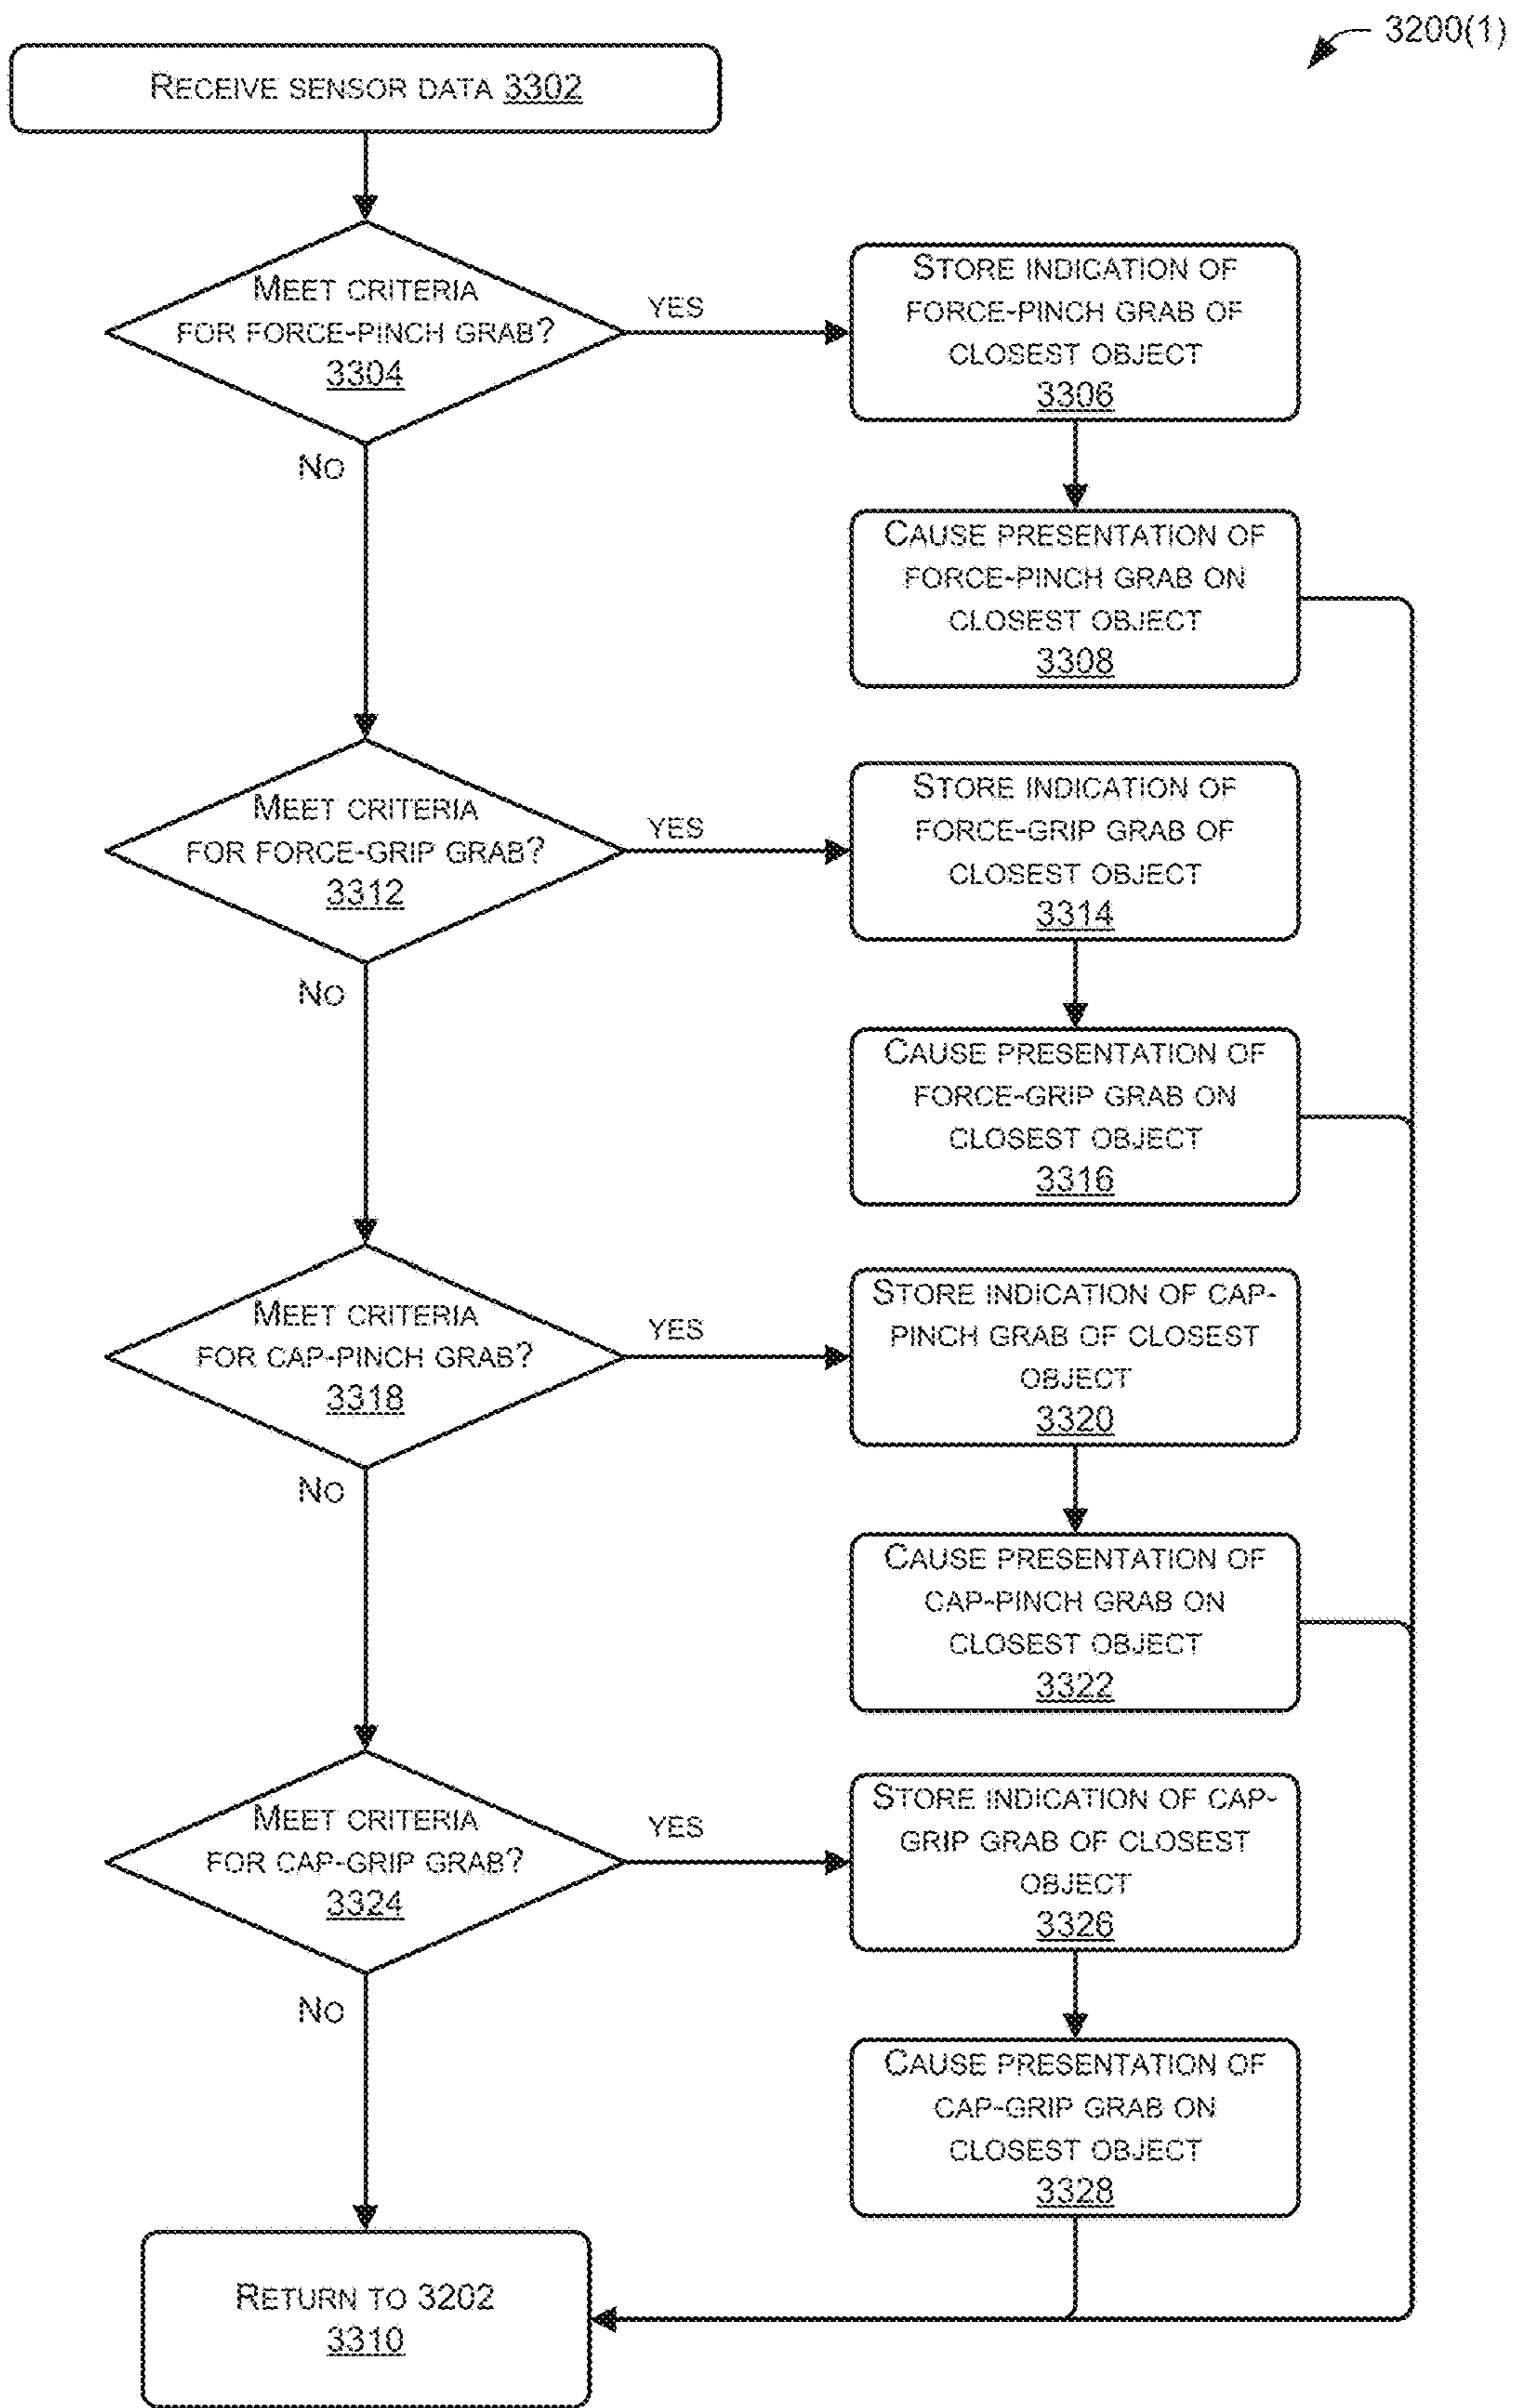 3200(1)
RECEIVE SENSOR DATA 3302
MEET CRITERIA
FOR FORCE-PINCH GRAB?
3304
YES
STORE INDICATION OF
FORCE-PINCH GRAB OF
CLOSEST OBJECT
3306
NO
CAUSE PRESENTATION OF
FORCE-PINCH GRAB ON
CLOSEST OBJECT
3308
MEET CRITERIA
FOR FORCE-GRIP GRAB?
3312
YES
STORE INDICATION OF
FORCE-GRIP GRAB OF
CLOSEST OBJECT
3314
NO
CAUSE PRESENTATION OF
FORCE-GRIP GRAB ON
CLOSEST OBJECT
3316
MEET CRITERIA
FOR CAP-PINCH GRAB?
3318
YES
STORE INDICATION OF CAP-
PINCH GRAB OF CLOSEST
OBJECT
3320
NO
CAUSE PRESENTATION OF
CAP-PINCH GRAB ON
CLOSEST OBJECT
3322
MEET CRITERIA
FOR CAP-GRIP GRAB?
3324
YES
STORE INDICATION OF CAP-
GRIP GRAB OF CLOSEST
OBJECT
3326
NO
CAUSE PRESENTATION OF
CAP-GRIP GRAB ON
CLOSEST OBJECT
3328
RETURN TO 3202
3310